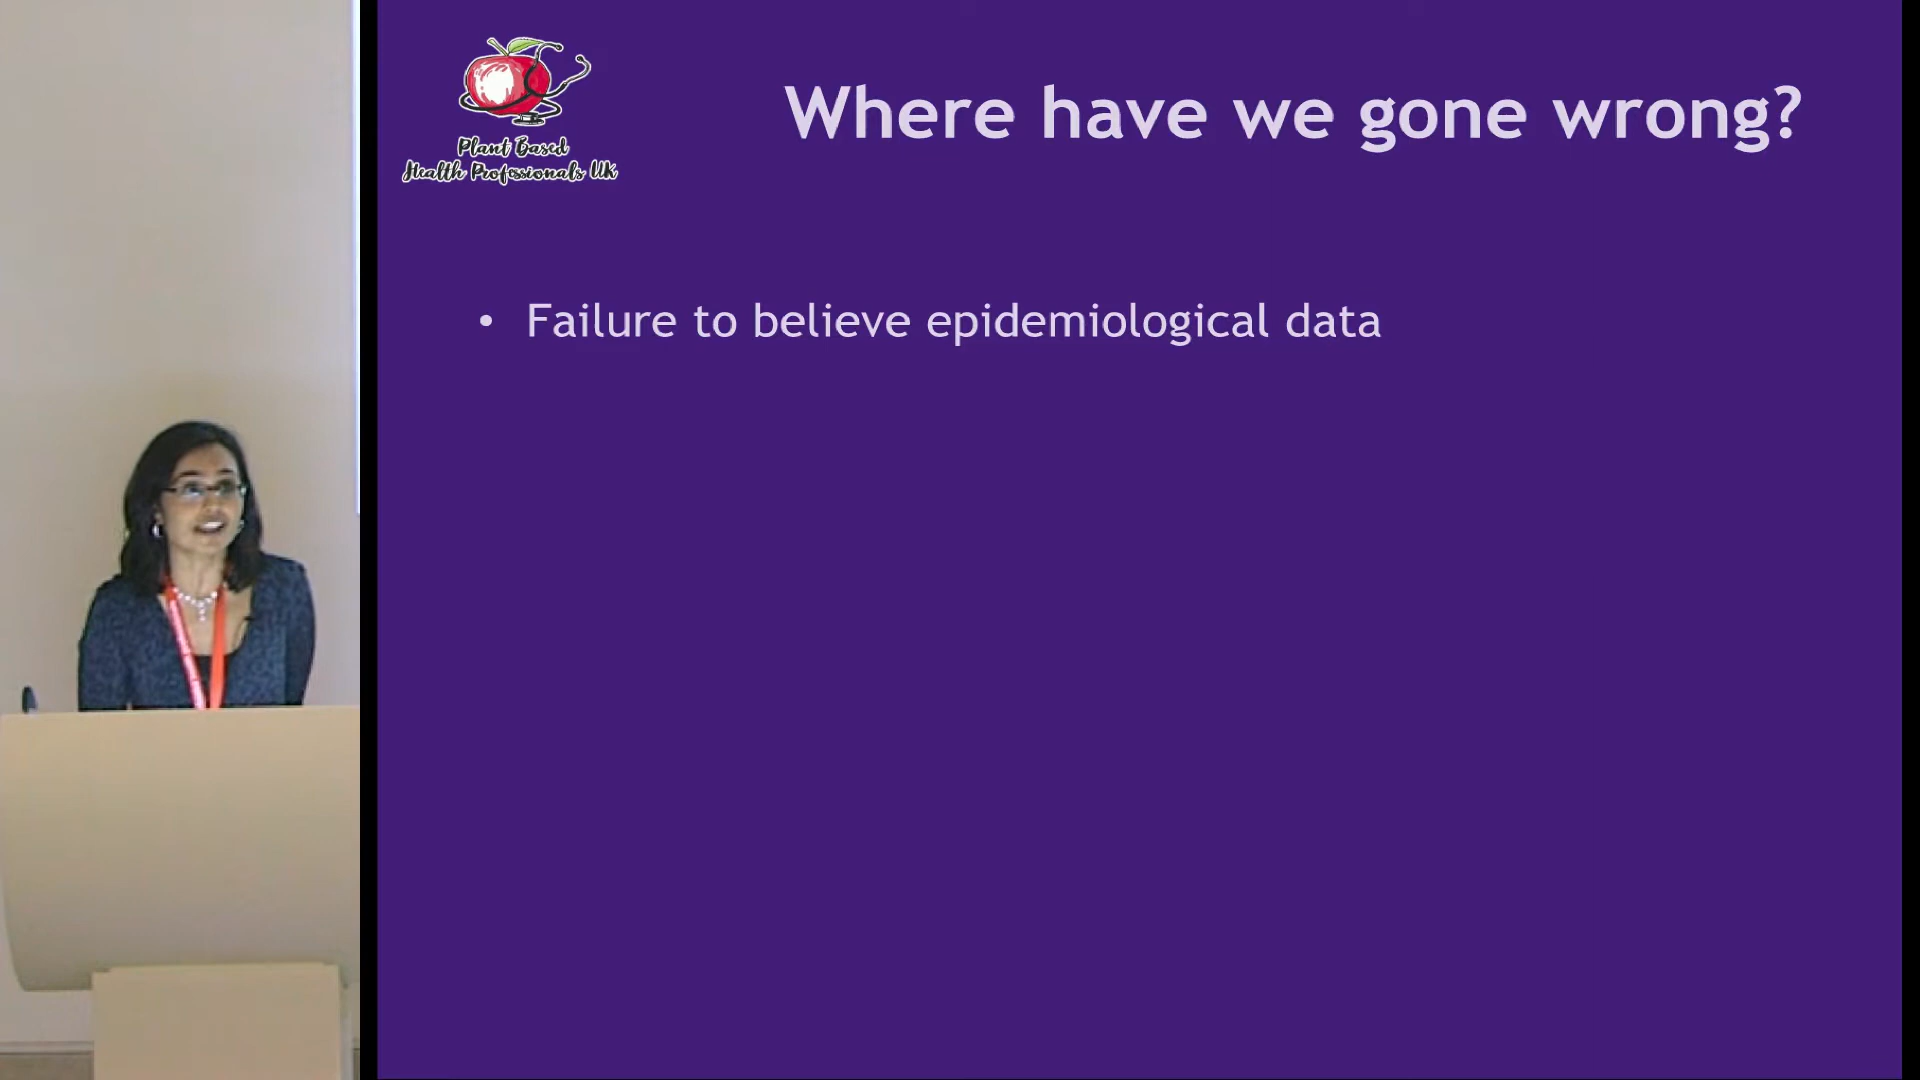 Plant Based
Health Professionals UK
Where have we gone wrong?
• Failure to believe epidemiological data